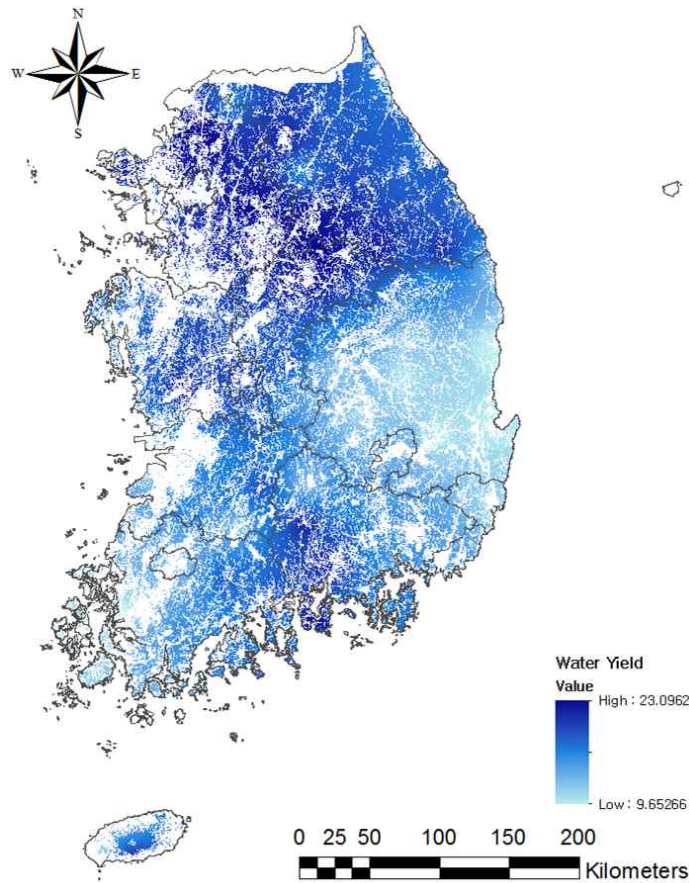 N
W E
S
Water Yield
Value
High : 23.0962
Low : 9.65266
0 25 50 100 150 200
Kilometers